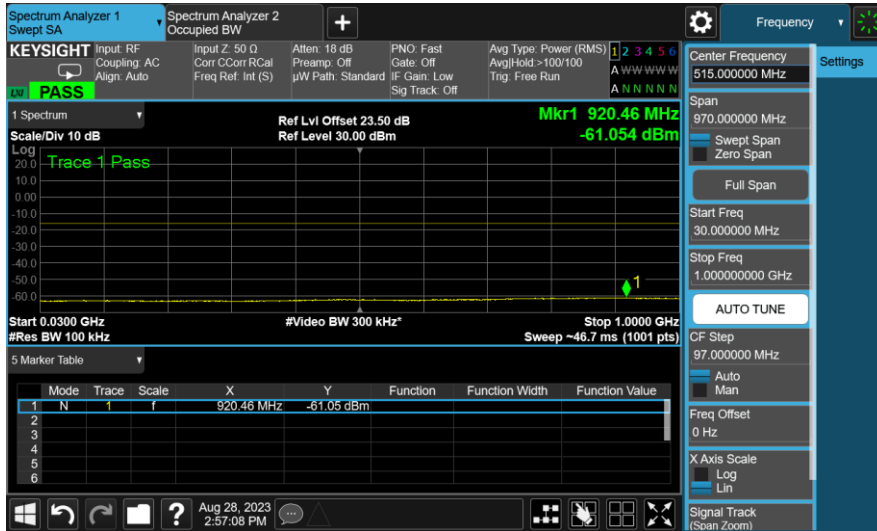 Spectrum Analyzer 1
Swept SA
Spectrum Analyzer 2
Occupied BW
Frequency
KEYSIGHT
Input: RF
Coupling: AC
Align: Auto
Input Z: 50 Ω
Corr CCorr RCal
Freq Ref: Int (S)
Atten: 18 dB
Preamp: Off
µW Path: Standard
PNO: Fast
Gate: Off
IF Gain: Low
Sig Track: Off
Avg Type: Power (RMS)
Avg|Hold:>100/100
Trig: Free Run
1 2 3 4 5 6
A W W W W W
A N N N N N
LXI PASS
1 Spectrum
Scale/Div 10 dB
Ref Lvl Offset 23.50 dB
Ref Level 30.00 dBm
Mkr1 920.46 MHz
-61.054 dBm
Log
Trace 1 Pass
20.0
10.0
0.00
-10.0
-20.0
-30.0
-40.0
-50.0
-60.0
1
Start 0.0300 GHz
#Res BW 100 kHz
#Video BW 300 kHz*
Stop 1.0000 GHz
Sweep ~46.7 ms (1001 pts)
5 Marker Table
Mode Trace Scale X Y Function Function Width Function Value
1 N 1 f 920.46 MHz -61.05 dBm
2
3
4
5
6
Aug 28, 2023
2:57:08 PM
Center Frequency
515.000000 MHz
Settings
Span
970.000000 MHz
Swept Span
Zero Span
Full Span
Start Freq
30.000000 MHz
Stop Freq
1.000000000 GHz
AUTO TUNE
CF Step
97.000000 MHz
Auto
Man
Freq Offset
0 Hz
X Axis Scale
Log
Lin
Signal Track
(Span Zoom)